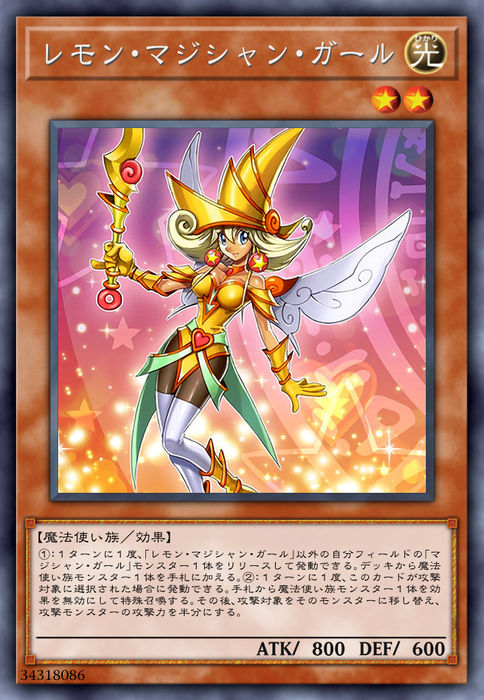 レモン・マジシャン・ガール
光
ひかり
【魔法使い族／効果】
①：１ターンに１度、「レモン・マジシャン・ガール」以外の自分フィールドの「マ
ジシャン・ガール」モンスター１体をリリースして発動できる。デッキから魔法
使い族モンスター１体を手札に加える。②：１ターンに１度、このカードが攻撃
対象に選択された場合に発動できる。手札から魔法使い族モンスター１体を効
果を無効にして特殊召喚する。その後、攻撃対象をそのモンスターに移し替え、
攻撃モンスターの攻撃力を半分にする。
ATK/ 800 DEF/ 600
34318086